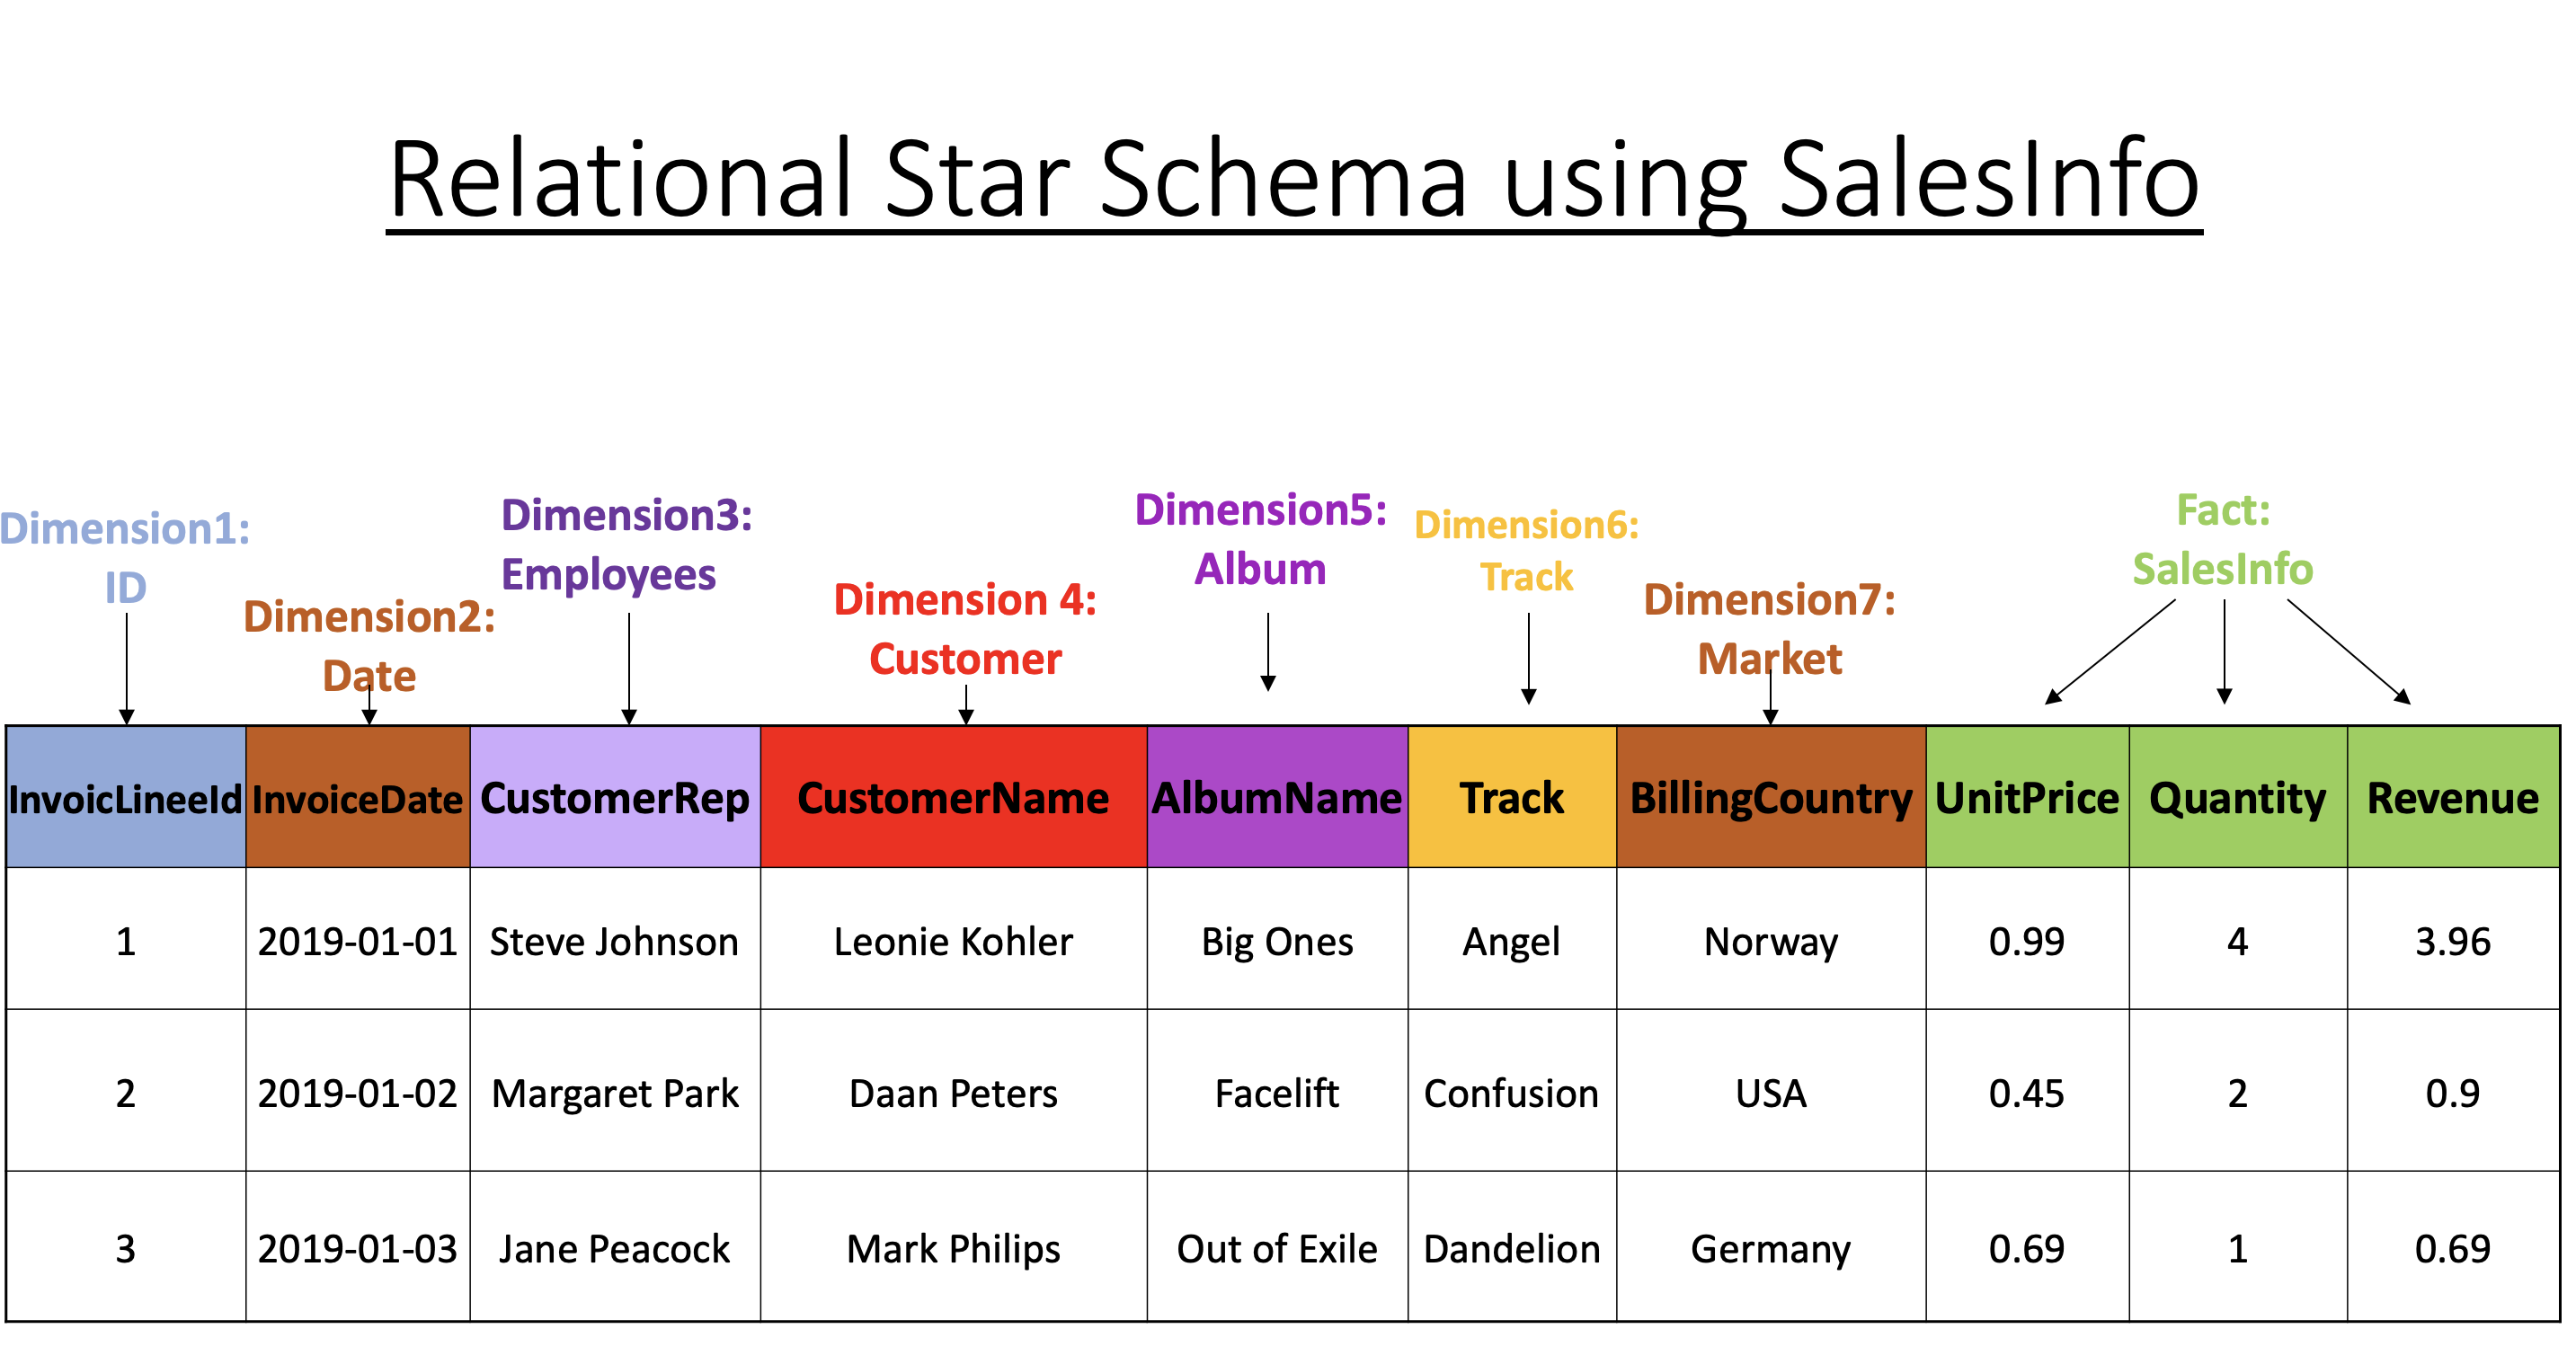 Relational Star Schema using SalesInfo
Dimension1:
ID
Dimension2:
Date
Dimension3:
Employees
Dimension 4:
Customer
Dimension5:
Album
Dimension6:
Track
Dimension7:
Market
Fact:
SalesInfo
InvoicLineeId InvoiceDate CustomerRep CustomerName AlbumName Track BillingCountry UnitPrice Quantity Revenue
1 2019-01-01 Steve Johnson Leonie Kohler Big Ones Angel Norway 0.99 4 3.96
2 2019-01-02 Margaret Park Daan Peters Facelift Confusion USA 0.45 2 0.9
3 2019-01-03 Jane Peacock Mark Philips Out of Exile Dandelion Germany 0.69 1 0.69